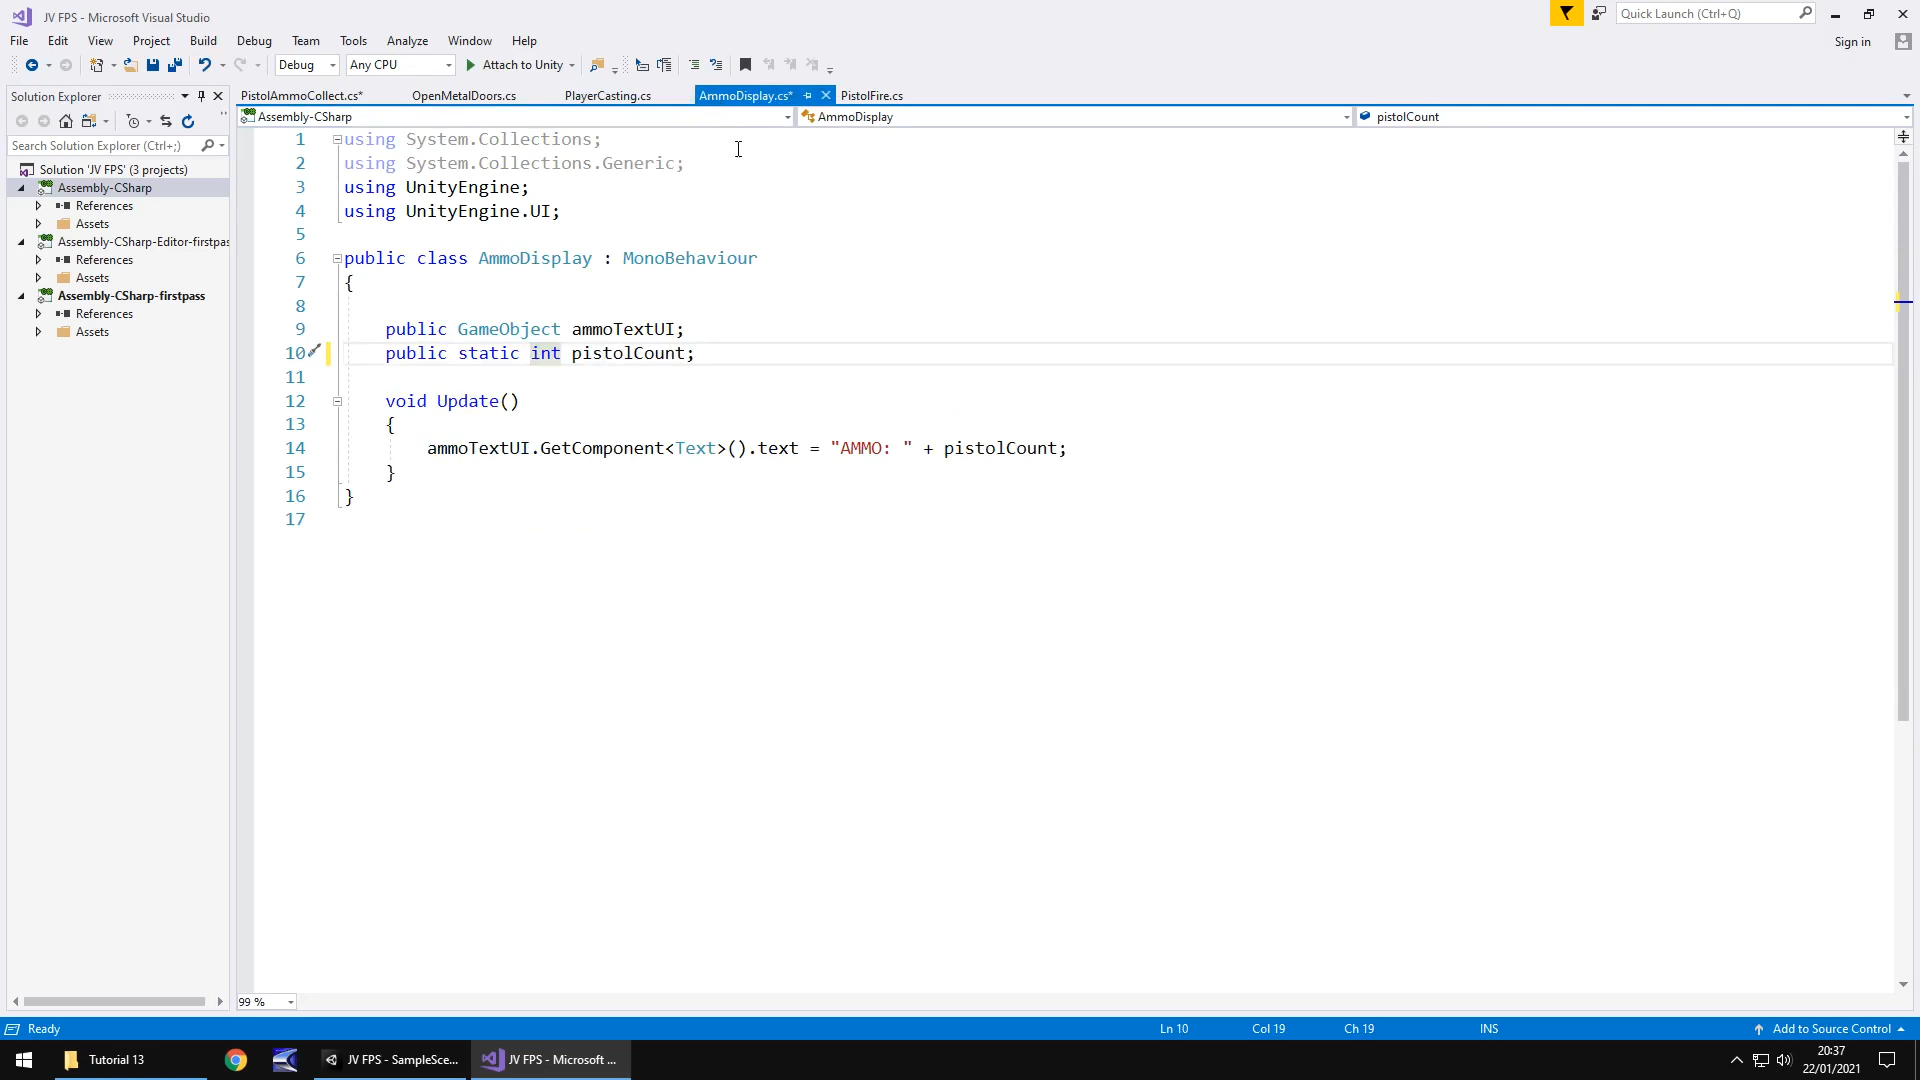 JV FPS - Microsoft Visual Studio
Quick Launch (Ctrl+Q)
File Edit View Project Build Debug Team Tools Analyze Window Help
Sign in
Debug Any CPU Attach to Unity
Solution Explorer
PistolAmmoCollect.cs* OpenMetalDoors.cs PlayerCasting.cs AmmoDisplay.cs* PistolFire.cs
Assembly-CSharp AmmoDisplay pistolCount
Search Solution Explorer (Ctrl+;)
Solution 'JV FPS' (3 projects)
Assembly-CSharp
References
Assets
Assembly-CSharp-Editor-firstpas
References
Assets
Assembly-CSharp-firstpass
References
Assets
1 using System.Collections;
2 using System.Collections.Generic;
3 using UnityEngine;
4 using UnityEngine.UI;
5
6 public class AmmoDisplay : MonoBehaviour
7 {
8
9 public GameObject ammoTextUI;
10 public static int pistolCount;
11
12 void Update()
13 {
14 ammoTextUI.GetComponent<Text>().text = "AMMO: " + pistolCount;
15 }
16 }
17
99 %
Ready Ln 10 Col 19 Ch 19 INS Add to Source Control
Tutorial 13 JV FPS - SampleSce... JV FPS - Microsoft ...
20:37
22/01/2021